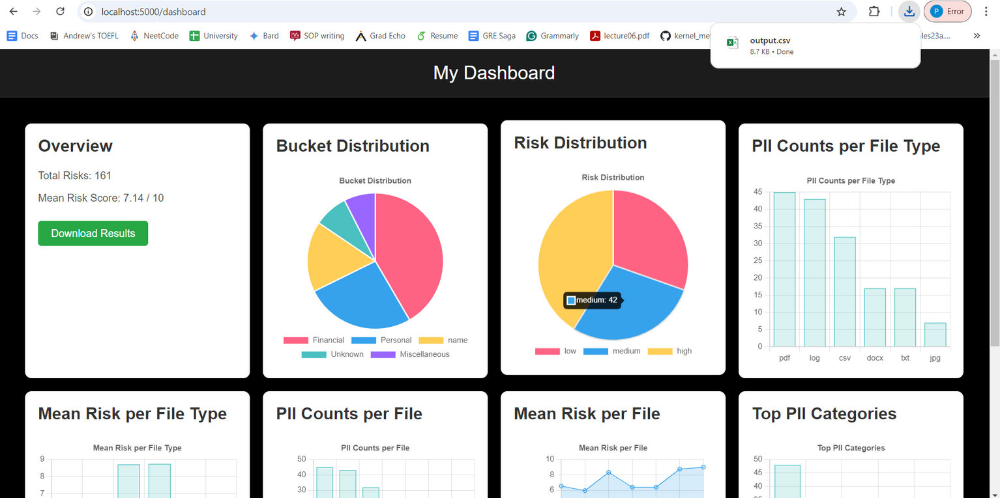 localhost:5000/dashboard
P Error
Docs Andrew's TOEFL NeetCode University Bard SOP writing Grad Echo Resume GRE Saga Grammarly lecture06.pdf kernel_me les23a.... »
output.csv
8.7 KB • Done
My Dashboard
Overview
Total Risks: 161
Mean Risk Score: 7.14 / 10
Download Results
Bucket Distribution
Bucket Distribution
Financial Personal name
Unknown Miscellaneous
Risk Distribution
Risk Distribution
medium: 42
low medium high
PII Counts per File Type
PII Counts per File Type
45
40
35
30
25
20
15
10
5
0
pdf log csv docx txt jpg
Mean Risk per File Type
Mean Risk per File Type
9
8
7
PII Counts per File
PII Counts per File
50
40
30
Mean Risk per File
Mean Risk per File
10
8
6
Top PII Categories
Top PII Categories
50
45
40